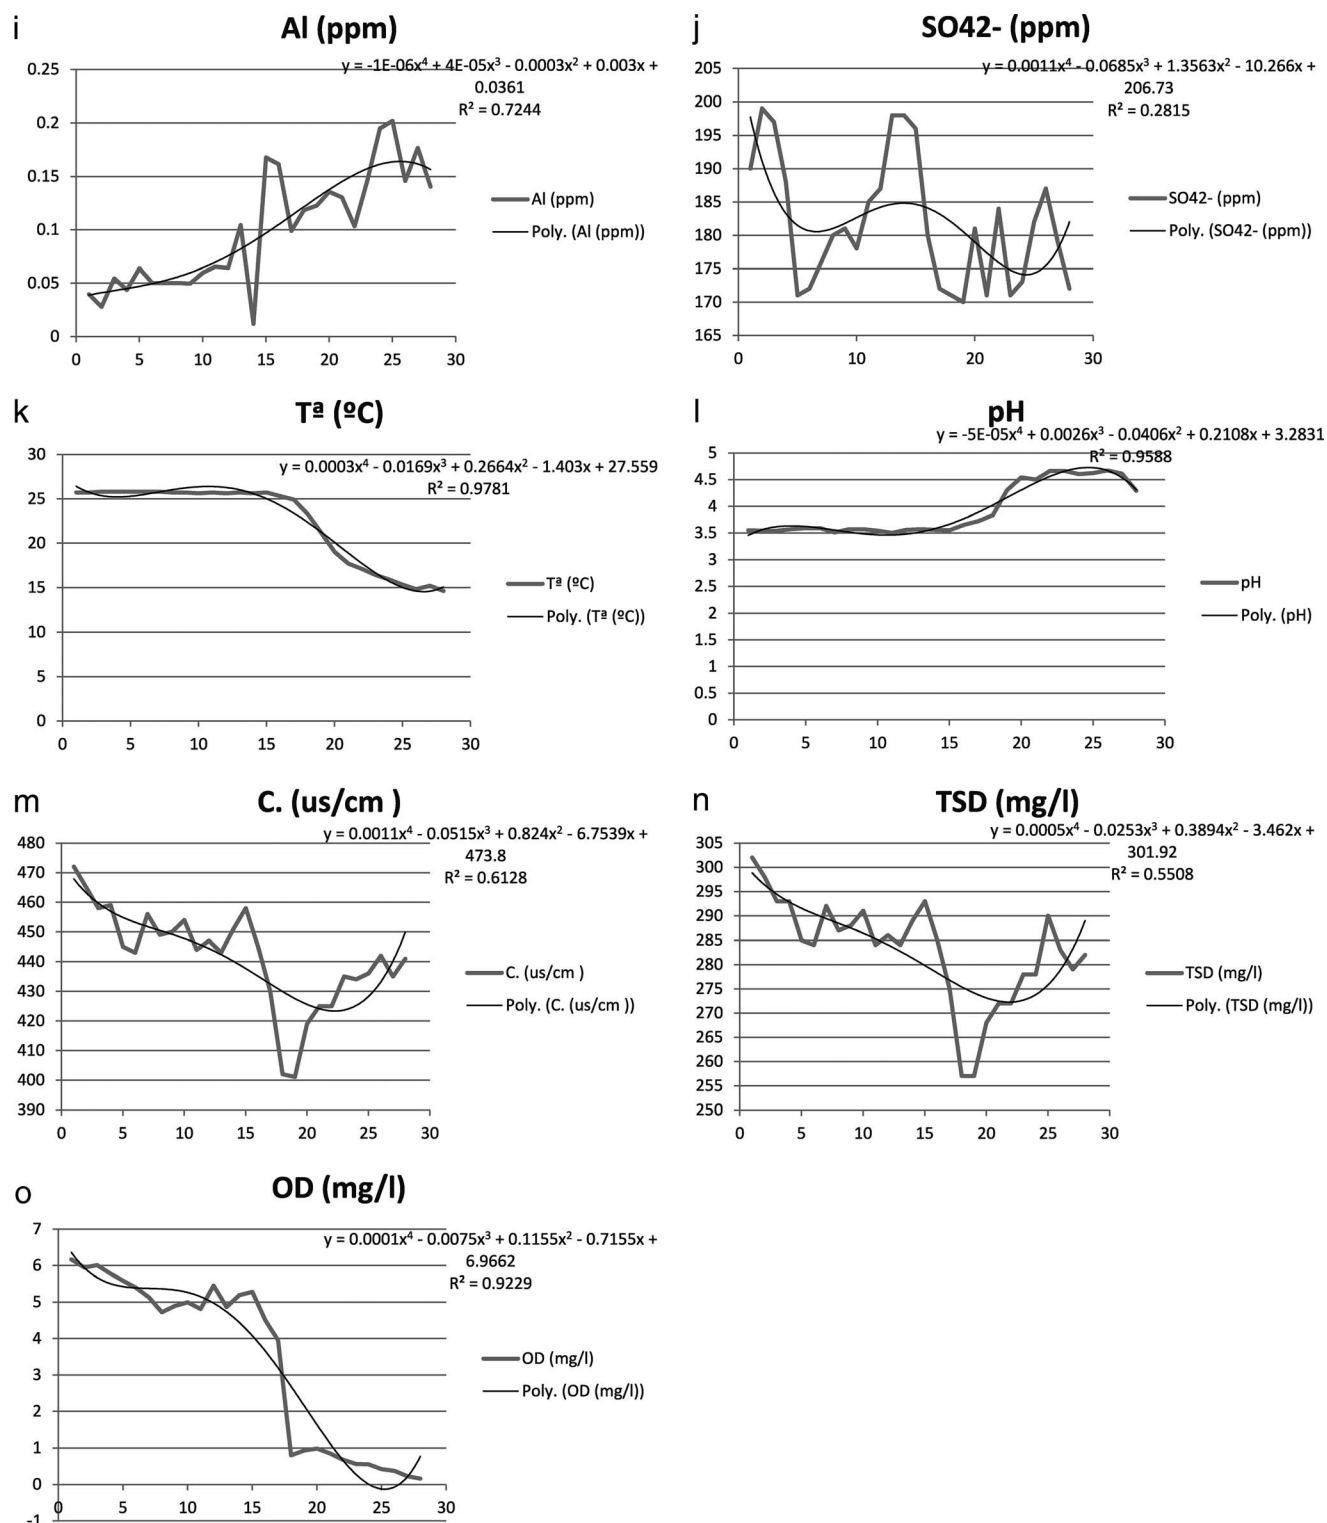 i
Al (ppm)
y = -1E-06x⁴ + 4E-05x³ - 0.0003x² + 0.003x +
0.0361
R² = 0.7244
0.25
0.2
0.15
0.1
0.05
0
0 5 10 15 20 25 30
Al (ppm)
Poly. (Al (ppm))
j
SO42- (ppm)
y = 0.0011x⁴ - 0.0685x³ + 1.3563x² - 10.266x +
206.73
R² = 0.2815
205
200
195
190
185
180
175
170
165
0 10 20 30
SO42- (ppm)
Poly. (SO42- (ppm))
k
Tª (ºC)
y = 0.0003x⁴ - 0.0169x³ + 0.2664x² - 1.403x + 27.559
R² = 0.9781
30
25
20
15
10
5
0
0 5 10 15 20 25 30
Tª (ºC)
Poly. (Tª (ºC))
l
pH
y = -5E-05x⁴ + 0.0026x³ - 0.0406x² + 0.2108x + 3.2831
R² = 0.9588
5
4.5
4
3.5
3
2.5
2
1.5
1
0.5
0
0 5 10 15 20 25 30
pH
Poly. (pH)
m
C. (us/cm )
y = 0.0011x⁴ - 0.0515x³ + 0.824x² - 6.7539x +
473.8
R² = 0.6128
480
470
460
450
440
430
420
410
400
390
0 5 10 15 20 25 30
C. (us/cm )
Poly. (C. (us/cm ))
n
TSD (mg/l)
y = 0.0005x⁴ - 0.0253x³ + 0.3894x² - 3.462x +
301.92
R² = 0.5508
305
300
295
290
285
280
275
270
265
260
255
250
0 5 10 15 20 25 30
TSD (mg/l)
Poly. (TSD (mg/l))
o
OD (mg/l)
y = 0.0001x⁴ - 0.0075x³ + 0.1155x² - 0.7155x +
6.9662
R² = 0.9229
7
6
5
4
3
2
1
0
-1
0 5 10 15 20 25 30
OD (mg/l)
Poly. (OD (mg/l))